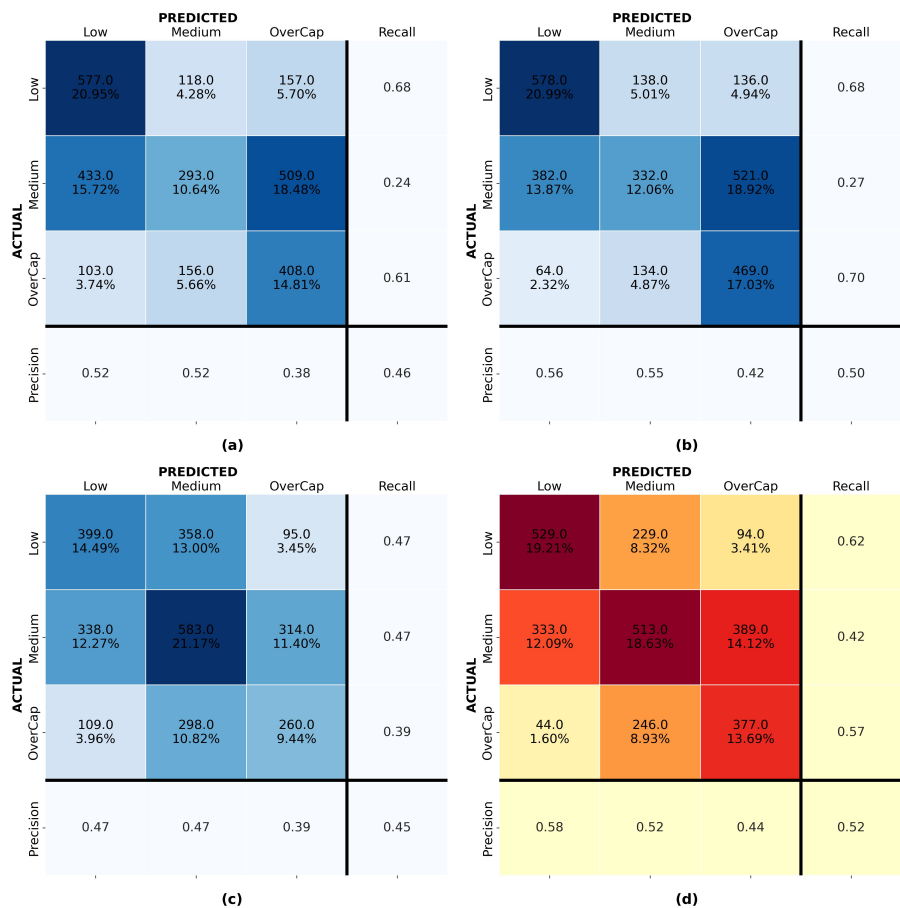 PREDICTED
Low Medium OverCap Recall
ACTUAL
Low
577.0 118.0 157.0 0.68
20.95% 4.28% 5.70%
Medium
433.0 293.0 509.0 0.24
15.72% 10.64% 18.48%
OverCap
103.0 156.0 408.0 0.61
3.74% 5.66% 14.81%
Precision
0.52 0.52 0.38 0.46
(a)
PREDICTED
Low Medium OverCap Recall
Low
578.0 138.0 136.0 0.68
20.99% 5.01% 4.94%
Medium
382.0 332.0 521.0 0.27
13.87% 12.06% 18.92%
OverCap
64.0 134.0 469.0 0.70
2.32% 4.87% 17.03%
Precision
0.56 0.55 0.42 0.50
(b)
PREDICTED
Low Medium OverCap Recall
ACTUAL
Low
399.0 358.0 95.0 0.47
14.49% 13.00% 3.45%
Medium
338.0 583.0 314.0 0.47
12.27% 21.17% 11.40%
OverCap
109.0 298.0 260.0 0.39
3.96% 10.82% 9.44%
Precision
0.47 0.47 0.39 0.45
(c)
PREDICTED
Low Medium OverCap Recall
Low
529.0 229.0 94.0 0.62
19.21% 8.32% 3.41%
Medium
333.0 513.0 389.0 0.42
12.09% 18.63% 14.12%
OverCap
44.0 246.0 377.0 0.57
1.60% 8.93% 13.69%
Precision
0.58 0.52 0.44 0.52
(d)
ACTUAL
ACTUAL